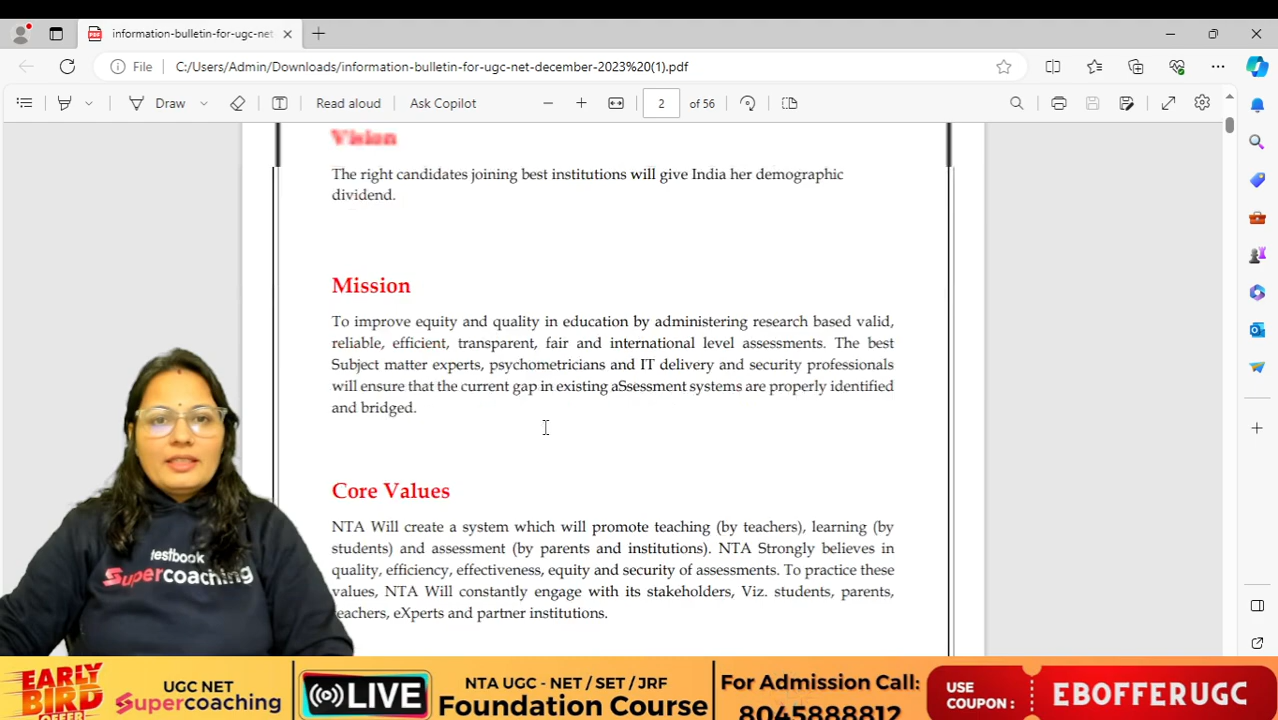 information-bulletin-for-ugc-net
File
C:/Users/Admin/Downloads/information-bulletin-for-ugc-net-december-2023%20(1).pdf
Draw
Read aloud
Ask Copilot
2
of 56
Vision
The right candidates joining best institutions will give India her demographic
dividend.
Mission
To improve equity and quality in education by administering research based valid,
reliable, efficient, transparent, fair and international level assessments. The best
Subject matter experts, psychometricians and IT delivery and security professionals
will ensure that the current gap in existing aSsessment systems are properly identified
and bridged.
Core Values
NTA Will create a system which will promote teaching (by teachers), learning (by
students) and assessment (by parents and institutions). NTA Strongly believes in
quality, efficiency, effectiveness, equity and security of assessments. To practice these
values, NTA Will constantly engage with its stakeholders, Viz. students, parents,
teachers, eXperts and partner institutions.
testbook
Supercoaching
EARLY
BIRD
OFFER
UGC NET
Supercoaching
LIVE
NTA UGC - NET / SET / JRF
Foundation Course
For Admission Call:
8045888812
USE
COUPON :
EBOFFERUGC